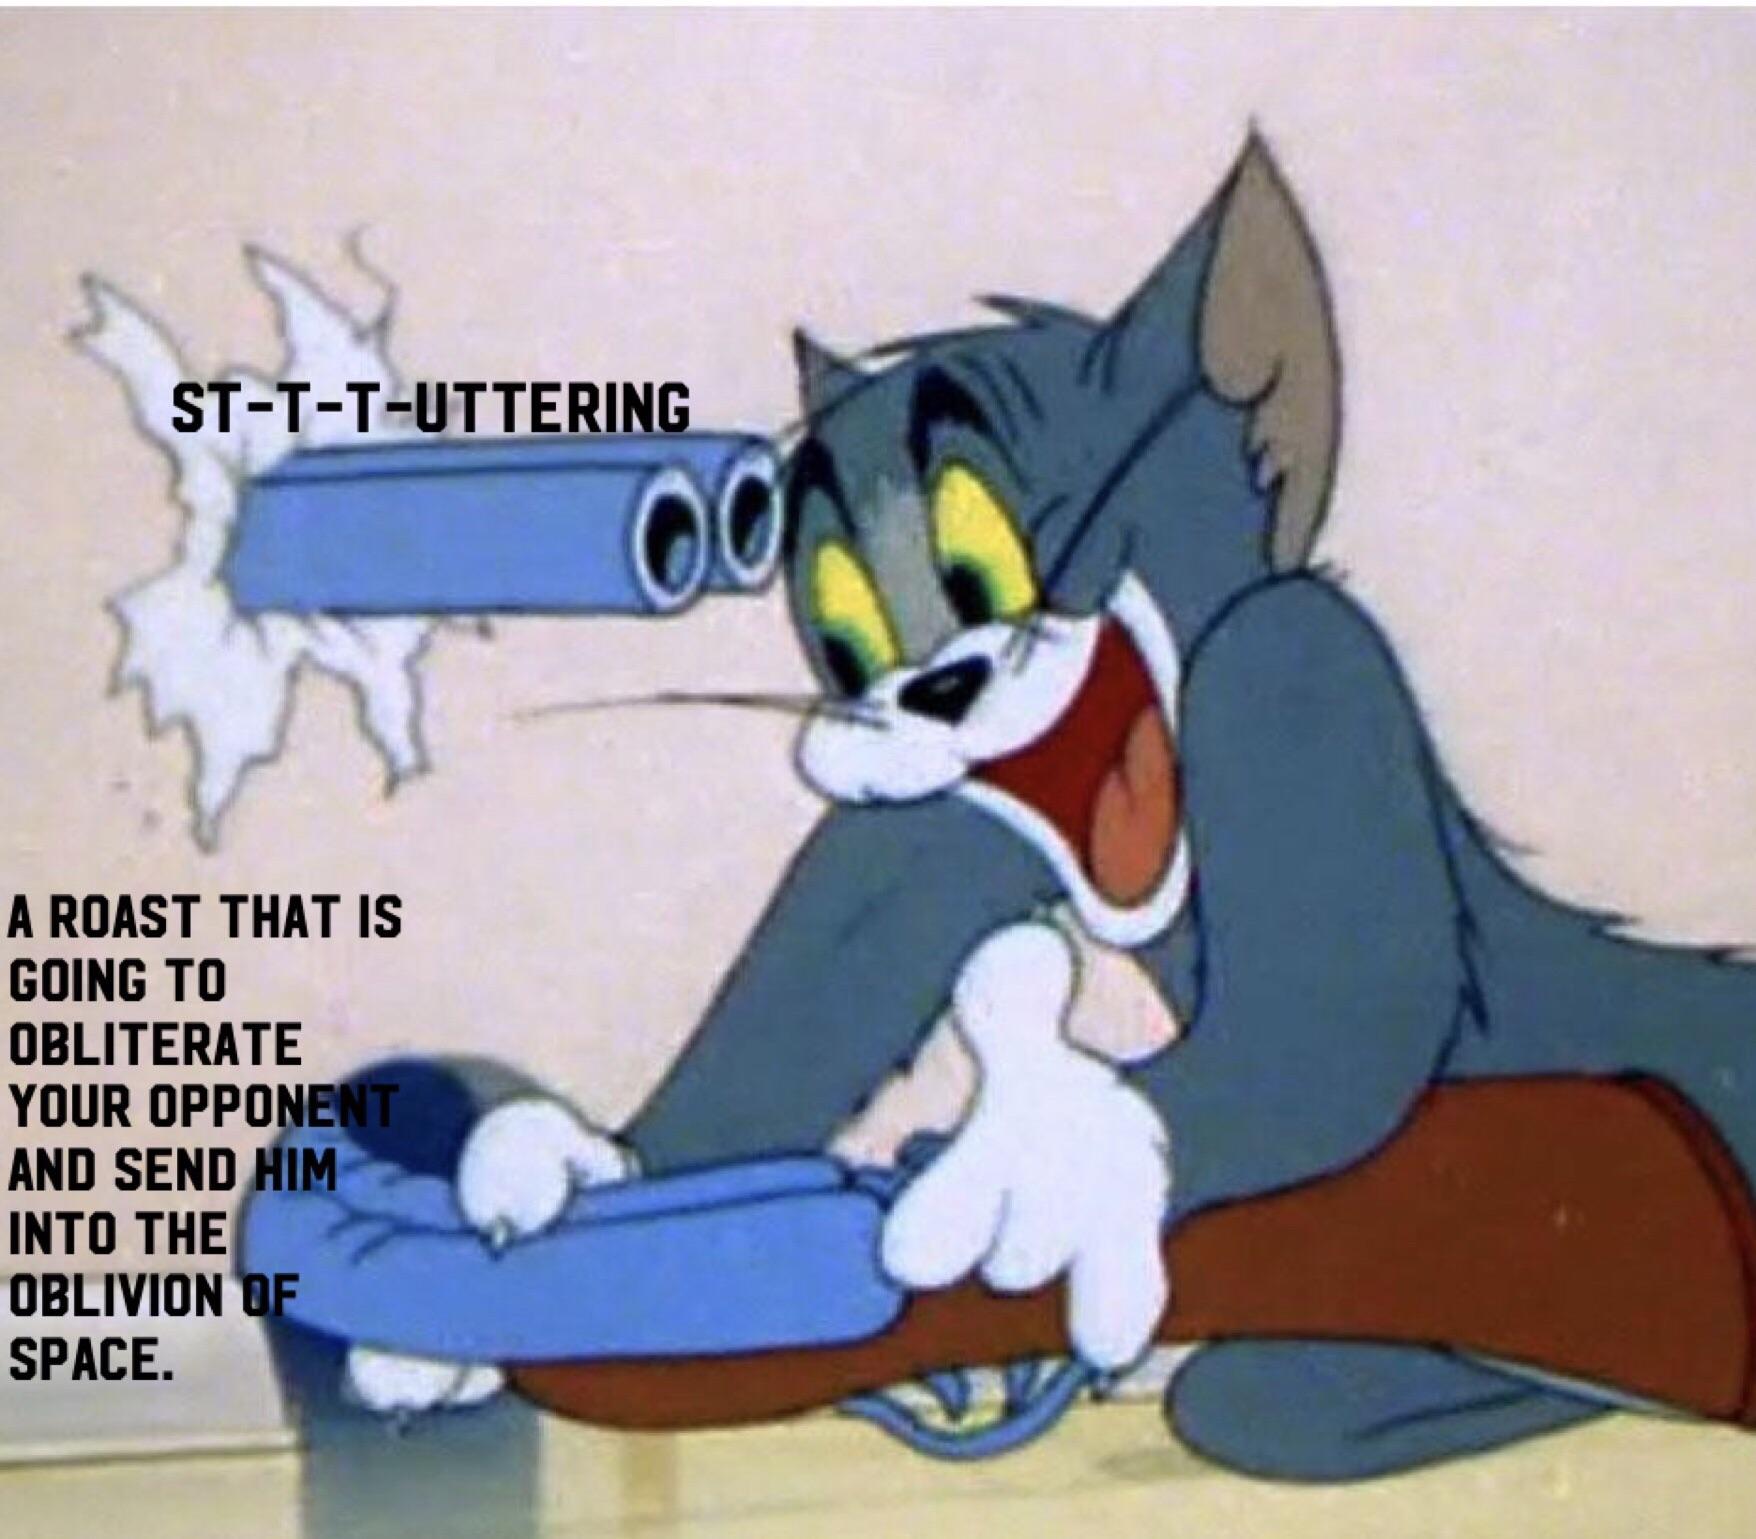 ST-T-T-UTTERING
A ROAST THAT IS
GOING TO
OBLITERATE
YOUR OPPONENT
AND SEND HIM
INTO THE
OBLIVION OF
SPACE.